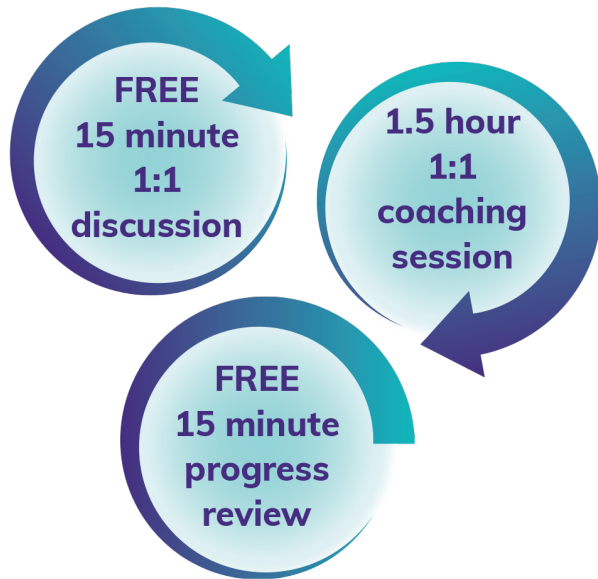 FREE
15 minute
1:1
discussion
1.5 hour
1:1
coaching
session
FREE
15 minute
progress
review